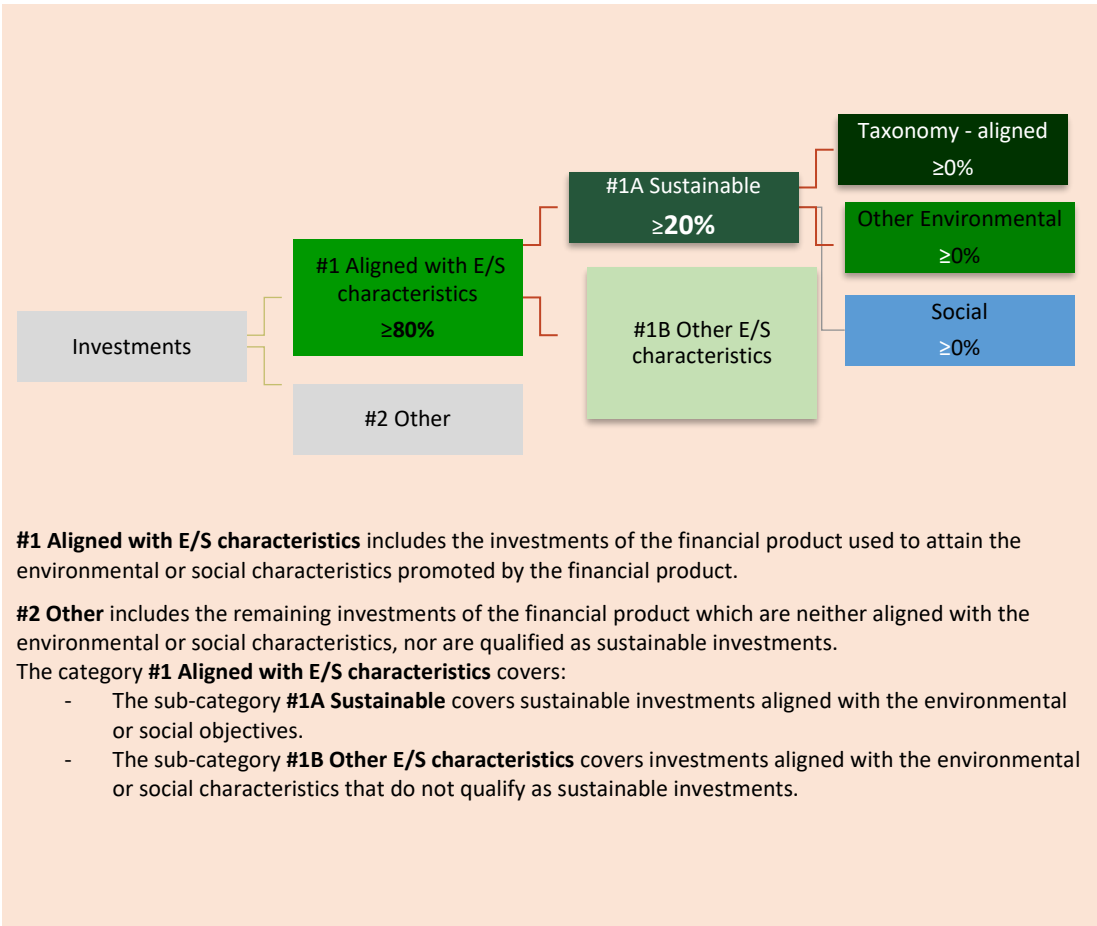 Investments
#1 Aligned with E/S
characteristics
≥80%
#2 Other
#1A Sustainable
≥20%
#1B Other E/S
characteristics
Taxonomy - aligned
≥0%
Other Environmental
≥0%
Social
≥0%
#1 Aligned with E/S characteristics includes the investments of the financial product used to attain the
environmental or social characteristics promoted by the financial product.
#2 Other includes the remaining investments of the financial product which are neither aligned with the
environmental or social characteristics, nor are qualified as sustainable investments.
The category #1 Aligned with E/S characteristics covers:
- The sub-category #1A Sustainable covers sustainable investments aligned with the environmental
or social objectives.
- The sub-category #1B Other E/S characteristics covers investments aligned with the environmental
or social characteristics that do not qualify as sustainable investments.